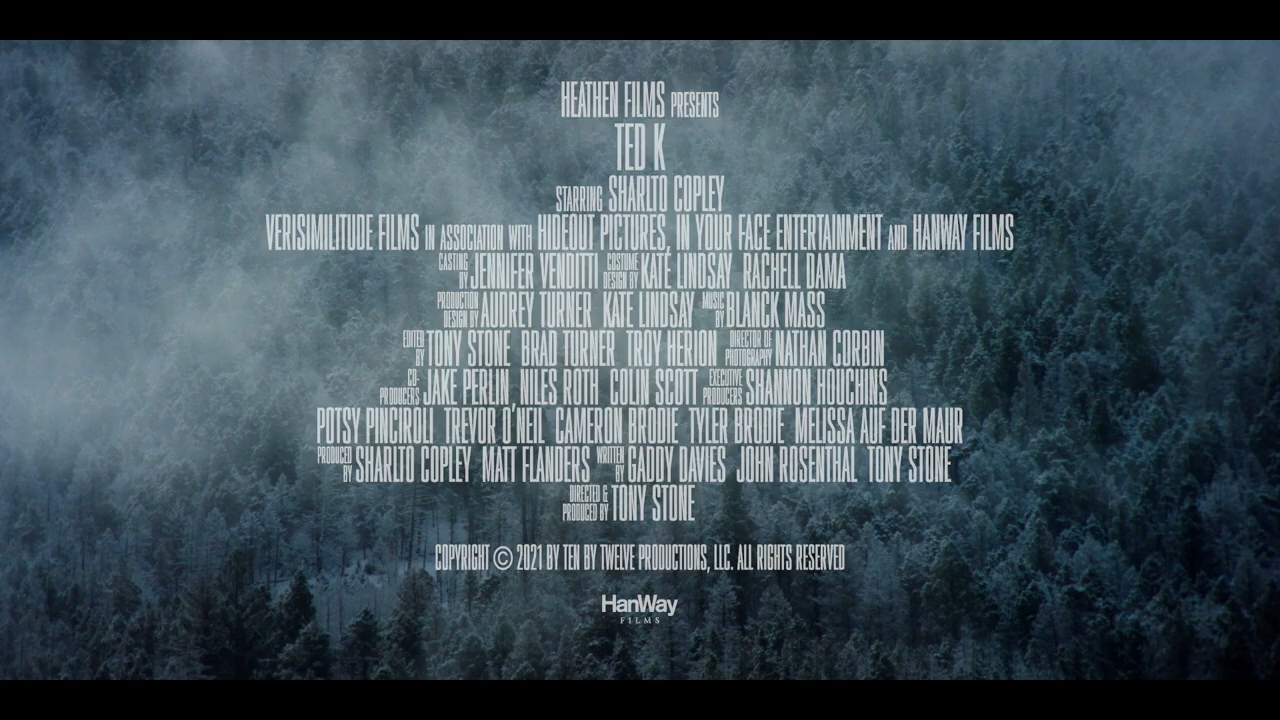 HEATHEN FILMS PRESENTS
TED K
STARRING SHARLTO COPLEY
VERISIMILITUDE FILMS IN ASSOCIATION WITH HIDEOUT PICTURES, IN YOUR FACE ENTERTAINMENT AND HANWAY FILMS
CASTING BY JENNIFER VENDITTI COSTUME DESIGN BY KATE LINDSAY RACHELL DAMA
PRODUCTION DESIGN BY AUDREY TURNER KATE LINDSAY MUSIC BY BLANCK MASS
EDITED BY TONY STONE BRAD TURNER TROY HERION DIRECTOR OF PHOTOGRAPHY NATHAN CORBIN
CO-PRODUCERS JAKE PERLIN NILES ROTH COLIN SCOTT EXECUTIVE PRODUCERS SHANNON HOUCHINS
POTSY PINCIROLI TREVOR O'NEIL CAMERON BRODIE TYLER BRODIE MELISSA AUF DER MAUR
PRODUCED BY SHARLTO COPLEY MATT FLANDERS WRITTEN BY GADDY DAVIES JOHN ROSENTHAL TONY STONE
DIRECTED & PRODUCED BY TONY STONE
COPYRIGHT © 2021 BY TEN BY TWELVE PRODUCTIONS, LLC. ALL RIGHTS RESERVED
HanWay
FILMS